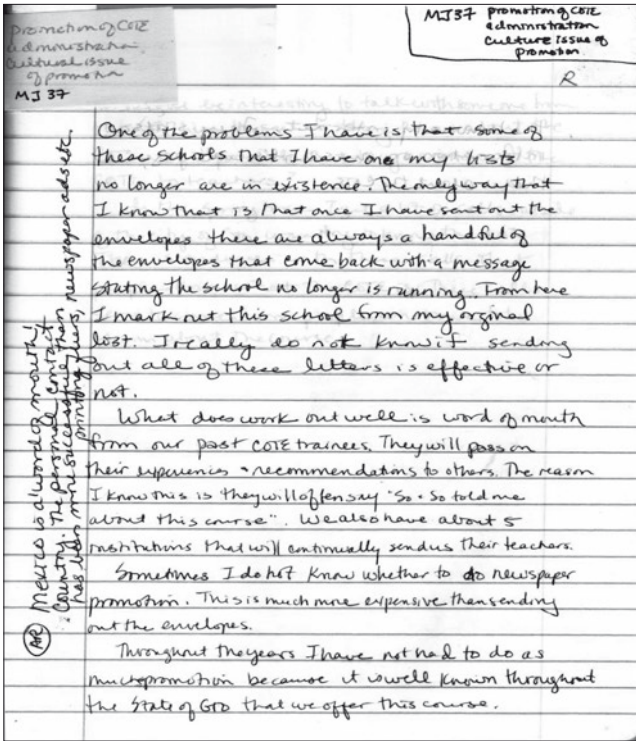 promotion of COTE
administration
cultural issue
of promotion
MJ 37
MJ37 promotion of COTE
administration
culture issue of
promotion
R
One of the problems I have is that some of
these schools that I have one my lists
no longer are in existence. The only way that
I know that is that once I have sent out the
envelopes there are always a handful of
the envelopes that come back with a message
stating the school no longer is running. From here
I mark out this school from my orginal
lost. I really do not know if sending
out all of these letters is effective or
not.
What does work out well is word of mouth
from our past COTE trainees. They will pass on
their experiences + recommendations to others. The reason
I know this is they will often say "So + So told me
about this course". We also have about 5
institutions that will continually send us their teachers.
Sometimes I do not know whether to do newspaper
promotion. This is much more expensive than sending
out the envelopes.
Throughout the years I have not had to do as
much promotion because it is well known throughout
the State of GTO that we offer this course.
AR Mexico is a 'word of mouth'!
country. The personal contact
has been more successful than
printing fliers, newspaper ads etc.